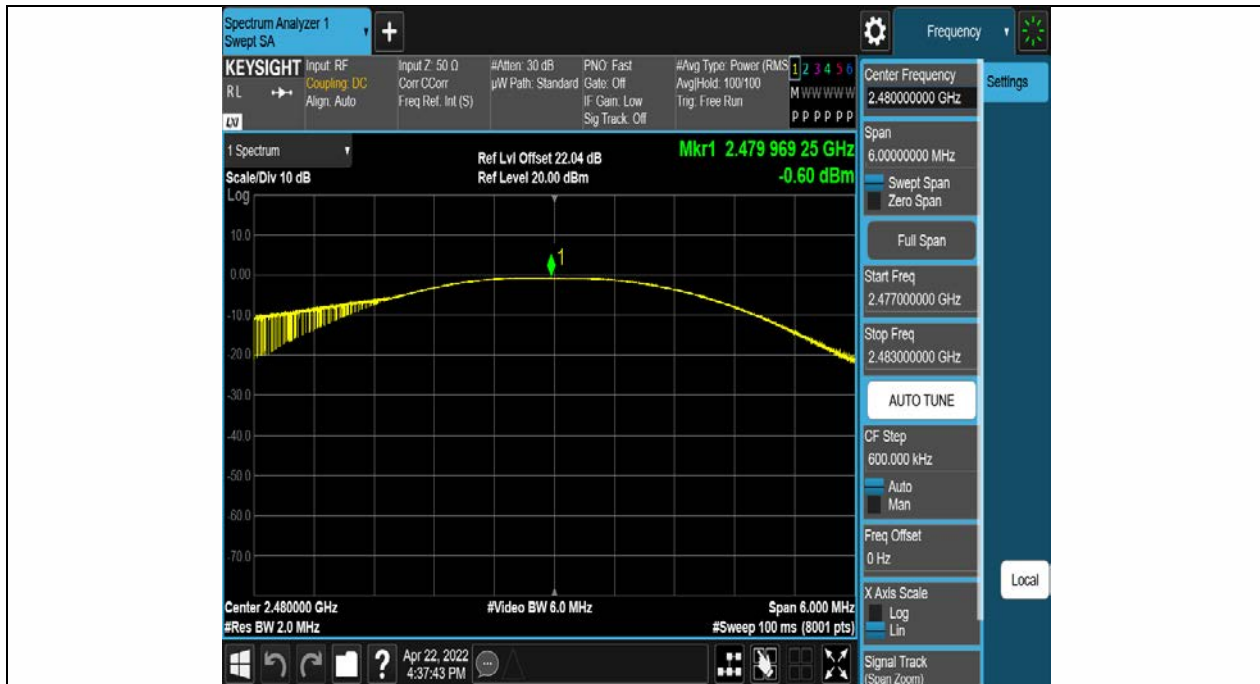 Spectrum Analyzer 1
Swept SA
+
Frequency
KEYSIGHT
RL
LXI
Input: RF
Coupling: DC
Align: Auto
Input Z: 50 Ω
Corr CCorr
Freq Ref: Int (S)
#Atten: 30 dB
µW Path: Standard
PNO: Fast
Gate: Off
IF Gain: Low
Sig Track: Off
#Avg Type: Power (RMS
Avg|Hold: 100/100
Trig: Free Run
1 2 3 4 5 6
M W W W W W
P P P P P P
1 Spectrum
Scale/Div 10 dB
Ref Lvl Offset 22.04 dB
Ref Level 20.00 dBm
Mkr1 2.479 969 25 GHz
-0.60 dBm
Log
10.0
0.00
-10.0
-20.0
-30.0
-40.0
-50.0
-60.0
-70.0
1
Center 2.480000 GHz
#Res BW 2.0 MHz
#Video BW 6.0 MHz
Span 6.000 MHz
#Sweep 100 ms (8001 pts)
Center Frequency
2.480000000 GHz
Settings
Span
6.00000000 MHz
Swept Span
Zero Span
Full Span
Start Freq
2.477000000 GHz
Stop Freq
2.483000000 GHz
AUTO TUNE
CF Step
600.000 kHz
Auto
Man
Freq Offset
0 Hz
X Axis Scale
Log
Lin
Local
Signal Track
(Span Zoom)
?
Apr 22, 2022
4:37:43 PM